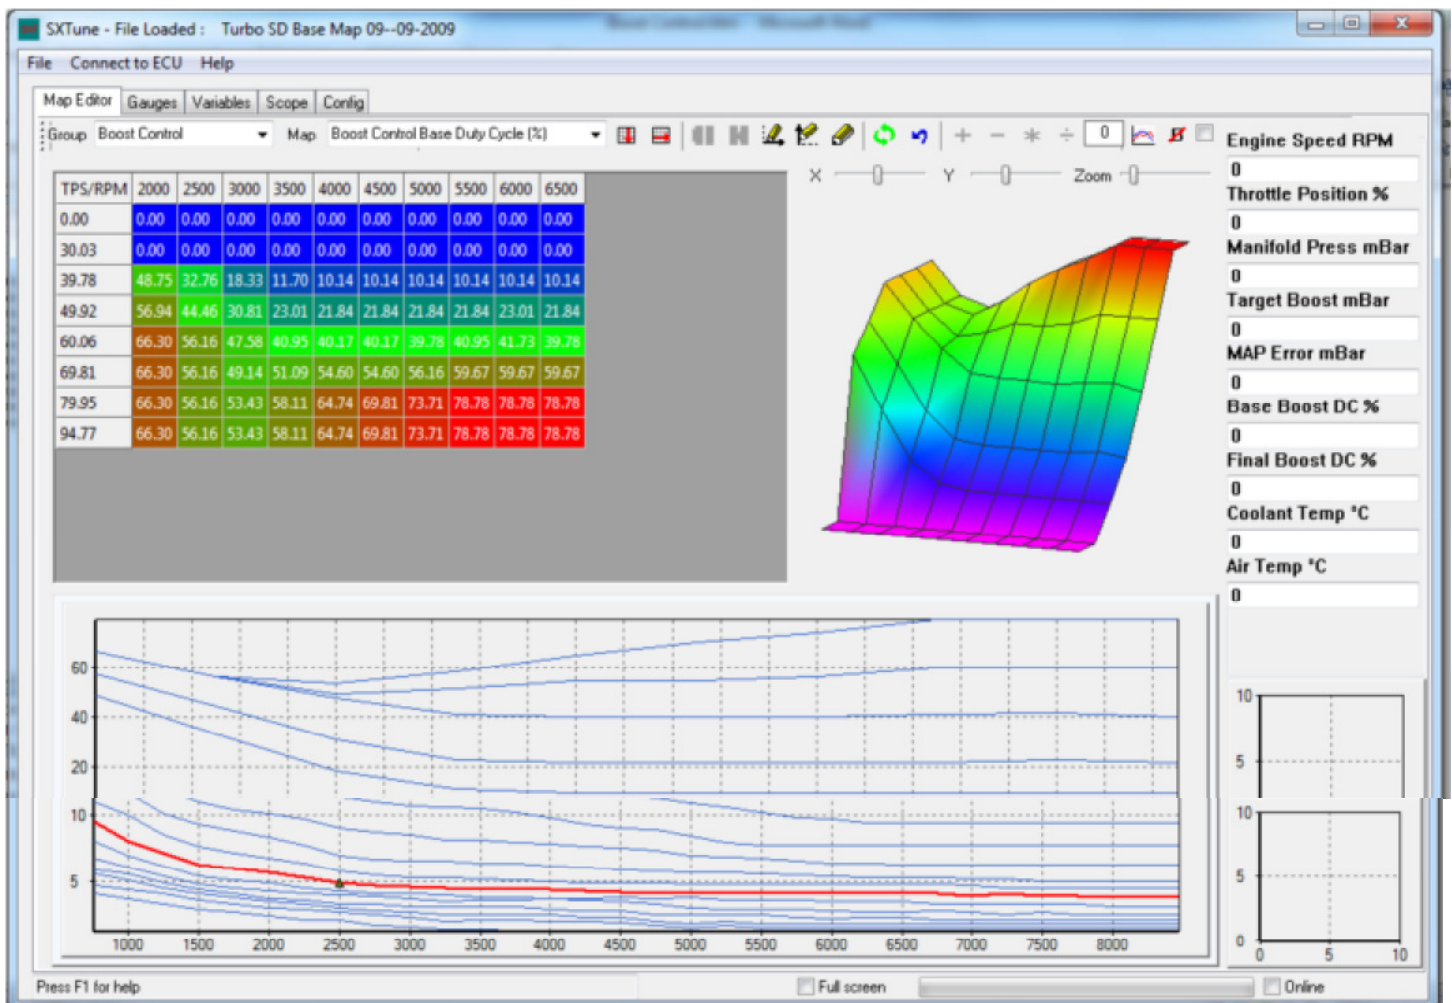 SXTune - File Loaded :   Turbo SD Base Map 09--09-2009
File Connect to ECU Help
Map Editor Gauges Variables Scope Config
Group Boost Control Map Boost Control Base Duty Cycle (%) + - * ÷ 0
X Y Zoom
TPS/RPM 2000 2500 3000 3500 4000 4500 5000 5500 6000 6500
0.00 0.00 0.00 0.00 0.00 0.00 0.00 0.00 0.00 0.00 0.00
30.03 0.00 0.00 0.00 0.00 0.00 0.00 0.00 0.00 0.00 0.00
39.78 48.75 32.76 18.33 11.70 10.14 10.14 10.14 10.14 10.14 10.14
49.92 56.94 44.46 30.81 23.01 21.84 21.84 21.84 21.84 23.01 21.84
60.06 66.30 56.16 47.58 40.95 40.17 40.17 39.78 40.95 41.73 39.78
69.81 66.30 56.16 49.14 51.09 54.60 54.60 56.16 59.67 59.67 59.67
79.95 66.30 56.16 53.43 58.11 64.74 69.81 73.71 78.78 78.78 78.78
94.77 66.30 56.16 53.43 58.11 64.74 69.81 73.71 78.78 78.78 78.78
Engine Speed RPM
0
Throttle Position %
0
Manifold Press mBar
0
Target Boost mBar
0
MAP Error mBar
0
Base Boost DC %
0
Final Boost DC %
0
Coolant Temp °C
0
Air Temp °C
0
60
40
20
10
5
1000 1500 2000 2500 3000 3500 4000 4500 5000 5500 6000 6500 7000 7500 8000
10
5
10
5
0
0 5 10
Press F1 for help Full screen Online